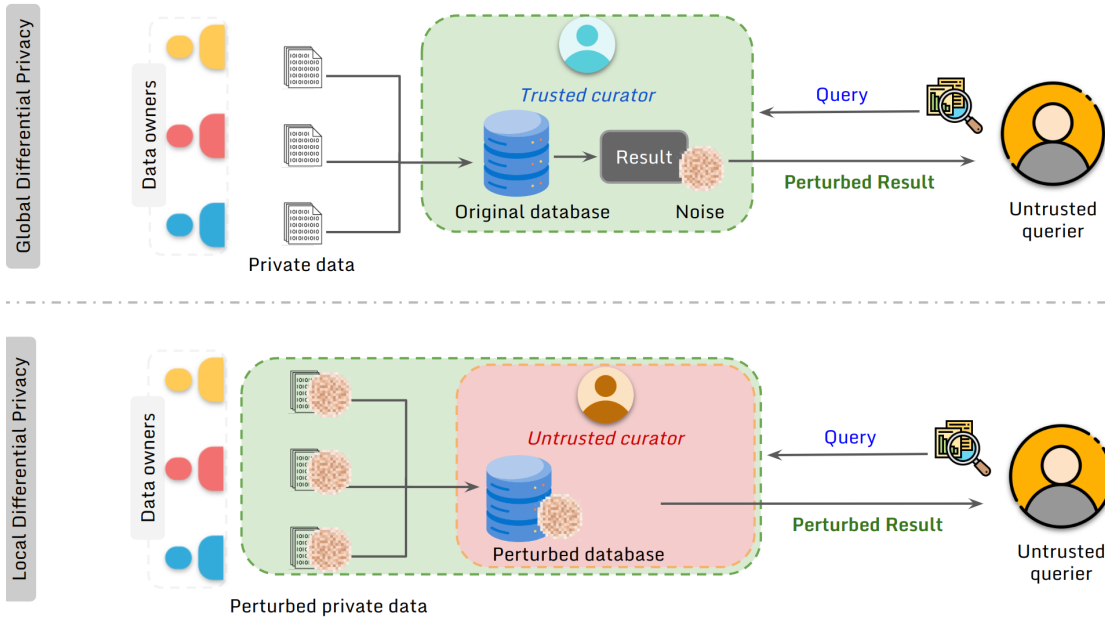 Global Differential Privacy
Data owners
Private data
Trusted curator
Original database
Result
Noise
Query
Perturbed Result
Untrusted
querier
Local Differential Privacy
Data owners
Perturbed private data
Untrusted curator
Perturbed database
Query
Perturbed Result
Untrusted
querier